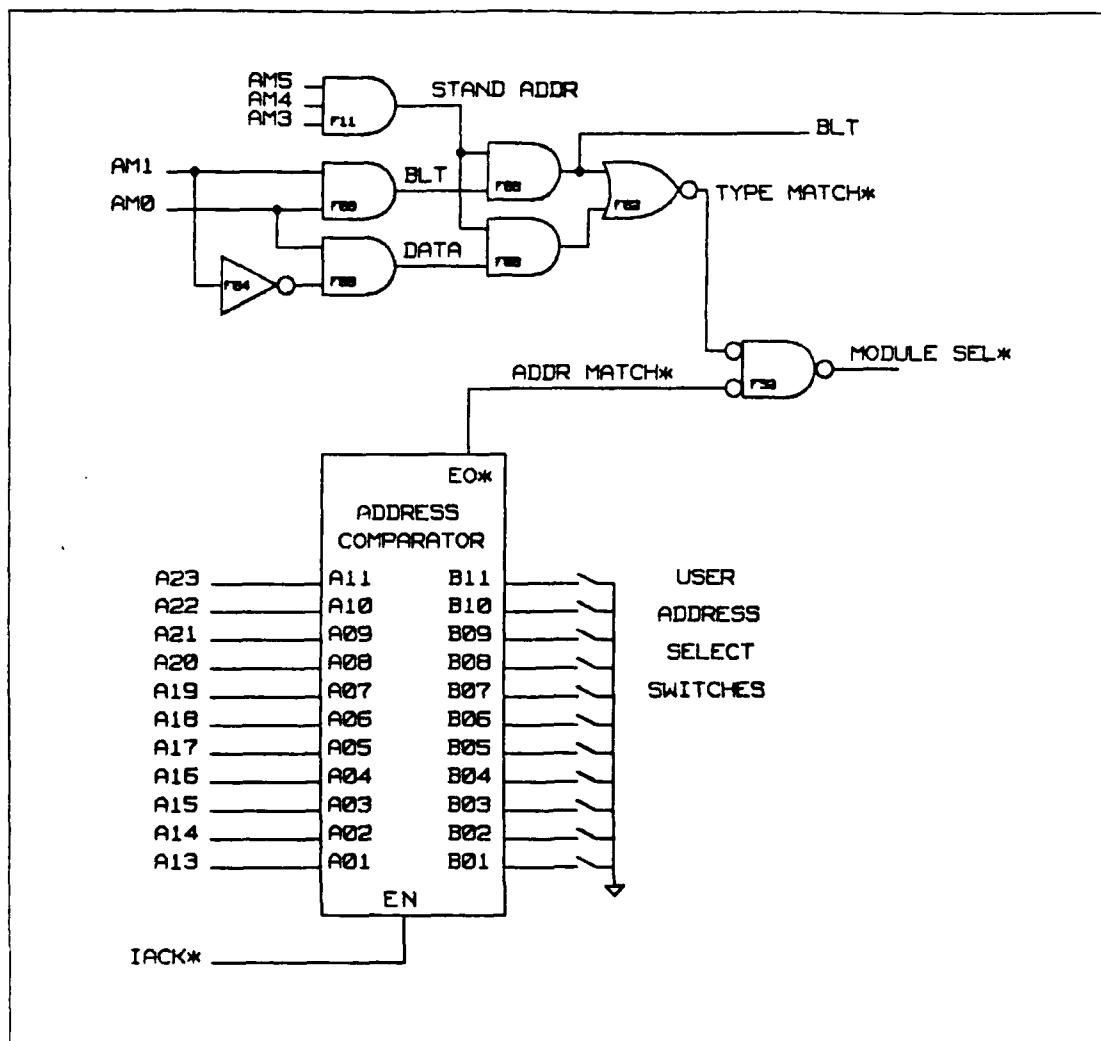 AM5
AM4
AM3
F11
STAND ADDR
BLT
AM1
AM0
BLT
F02
TYPE MATCH*
DATA
F04
MODULE SEL*
ADDR MATCH*
EO*
ADDRESS
COMPARATOR
A23 A11 B11 USER
A22 A10 B10 ADDRESS
A21 A09 B09
A20 A08 B08 SELECT
A19 A07 B07 SWITCHES
A18 A06 B06
A17 A05 B05
A16 A04 B04
A15 A03 B03
A14 A02 B02
A13 A01 B01
EN
IACK*